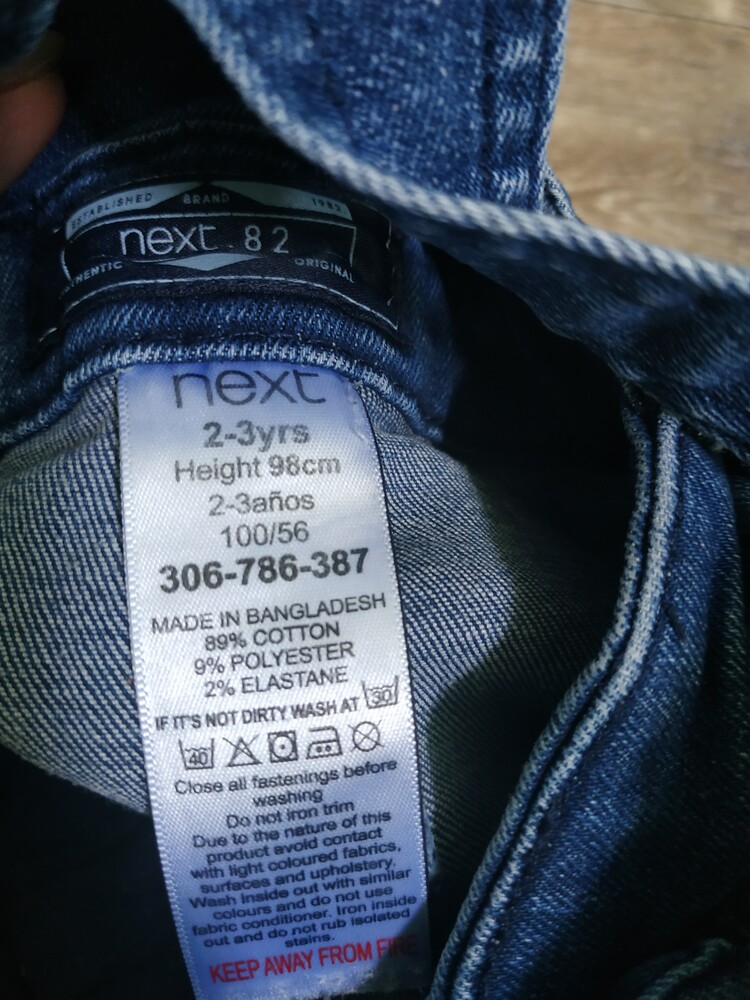 ESTABLISHED BRAND 1982
next.82
ORIGINAL
next
2-3yrs
Height 98cm
2-3años
100/56
306-786-387
MADE IN BANGLADESH
89% COTTON
9% POLYESTER
2% ELASTANE
IF IT'S NOT DIRTY WASH AT 30
40
Close all fastenings before
washing
Do not iron trim
Due to the nature of this
product avoid contact
with light coloured fabrics,
surfaces and upholstery.
Wash inside out with similar
colours and do not use
fabric conditioner. Iron inside
out and do not rub isolated
stains.
KEEP AWAY FROM FIRE